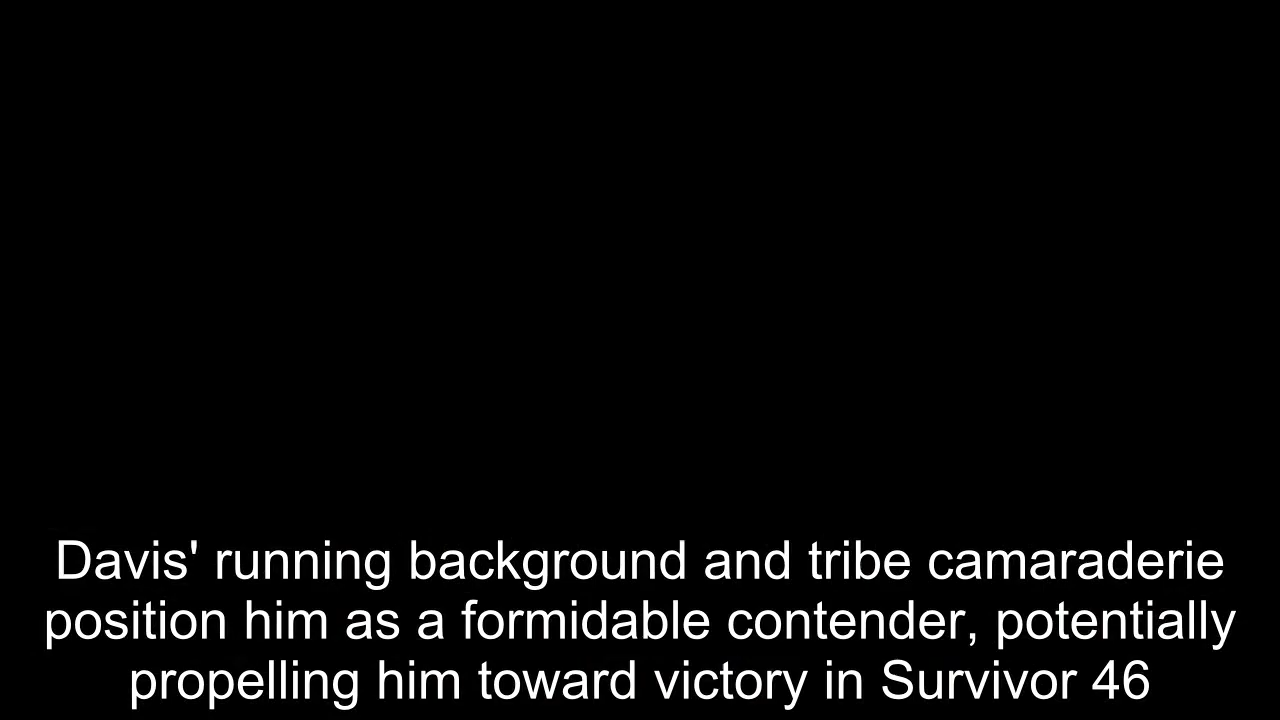 Davis' running background and tribe camaraderie
position him as a formidable contender, potentially
propelling him toward victory in Survivor 46